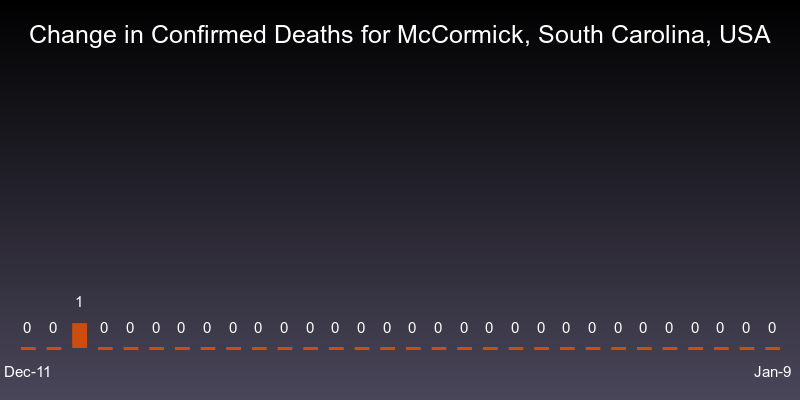 Change in Confirmed Deaths for McCormick, South Carolina, USA
1
0 0 0 0 0 0 0 0 0 0 0 0 0 0 0 0 0 0 0 0 0 0 0 0 0 0 0 0 0
Dec-11 Jan-9